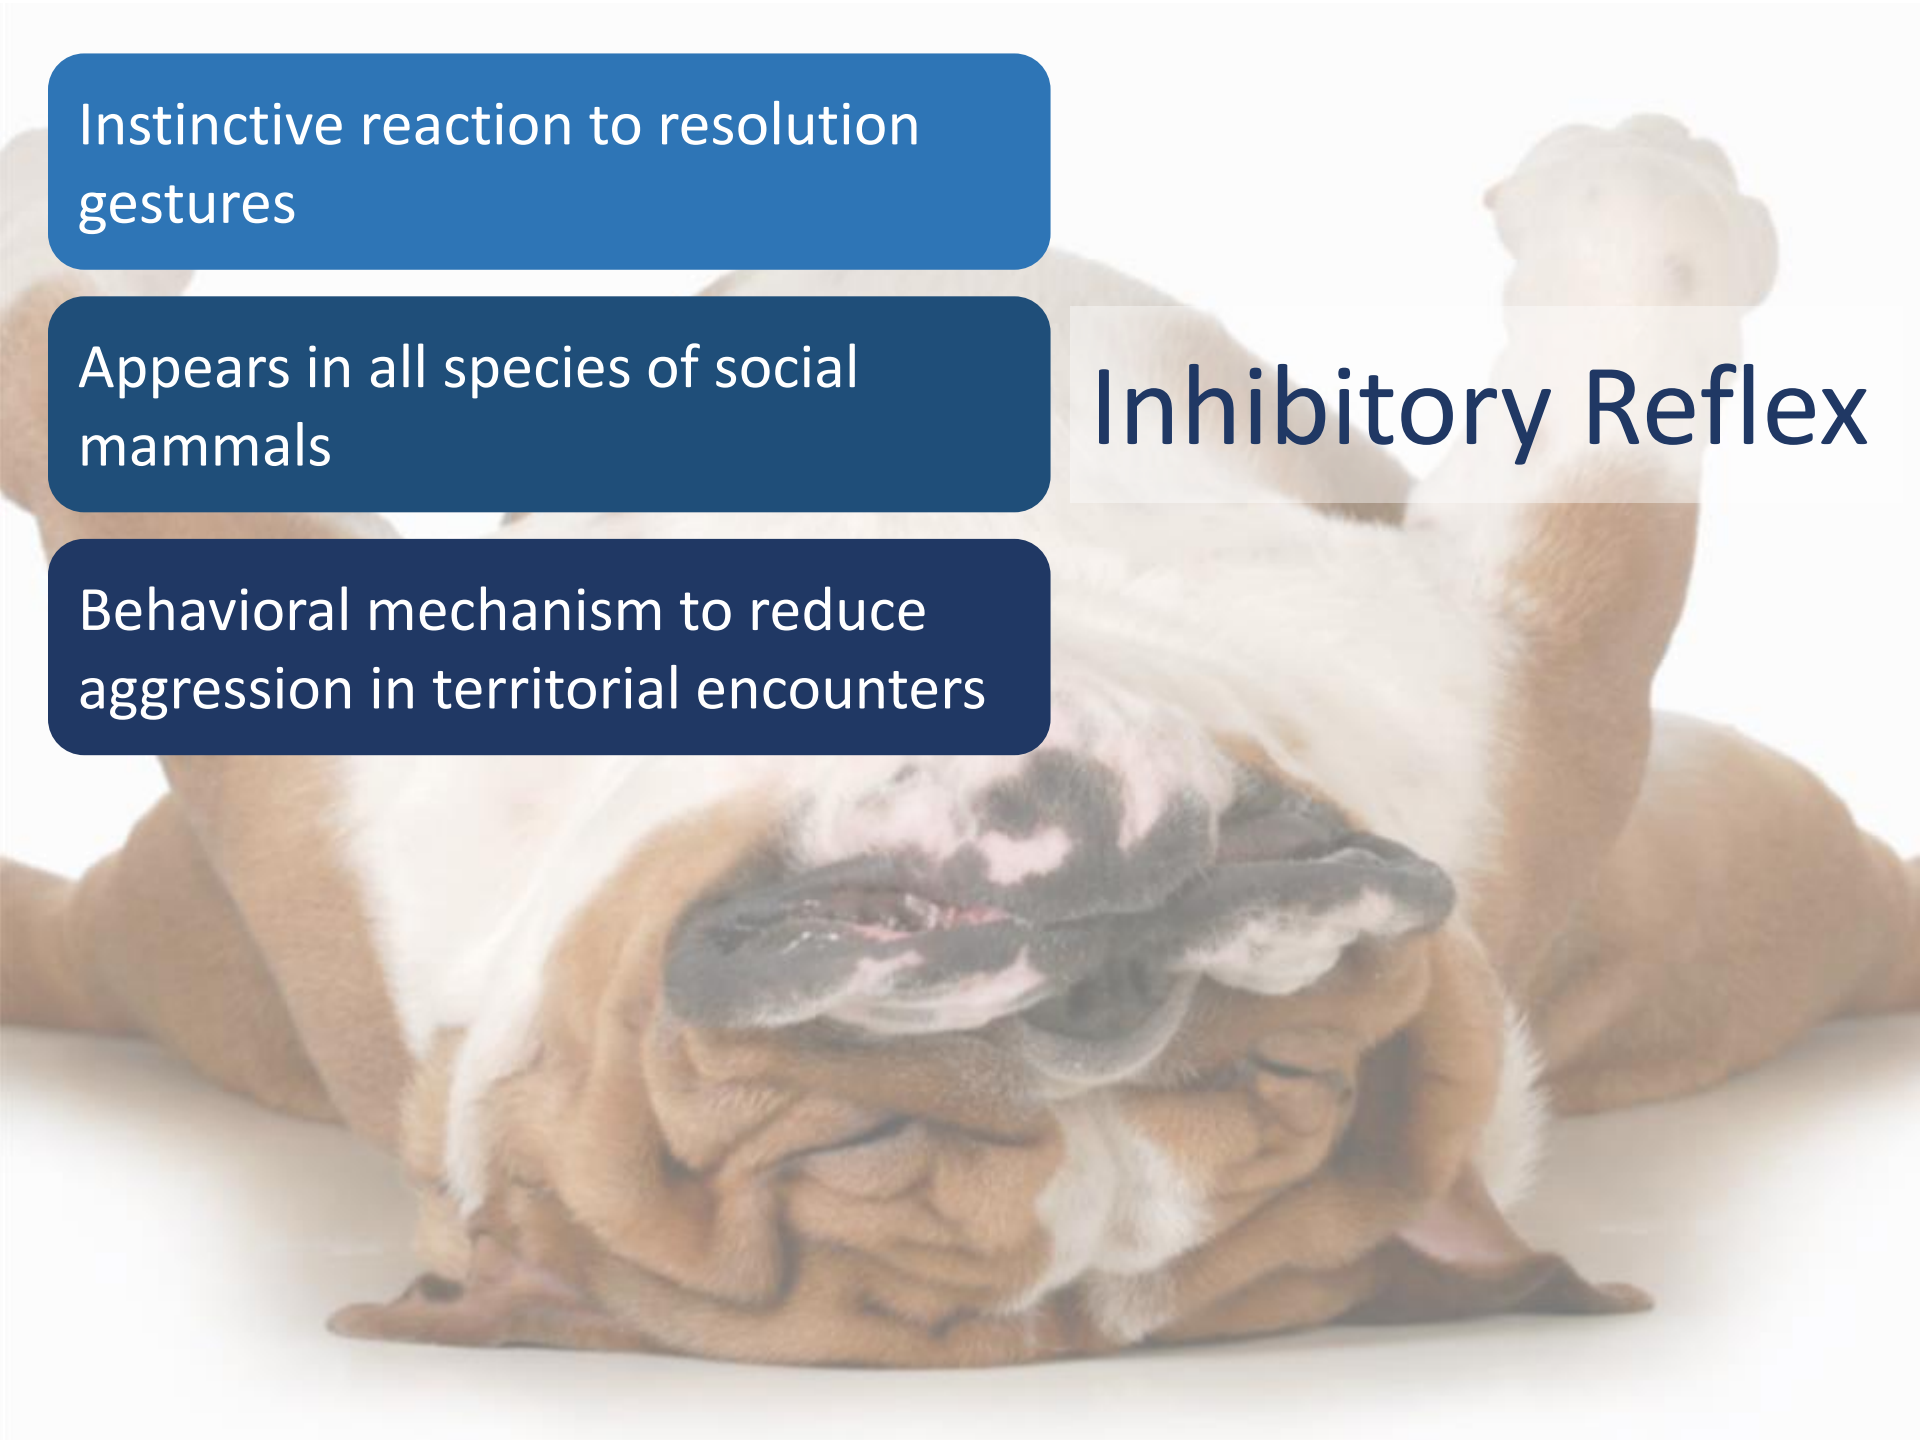 Instinctive reaction to resolution
gestures
Appears in all species of social
mammals
Inhibitory Reflex
Behavioral mechanism to reduce
aggression in territorial encounters